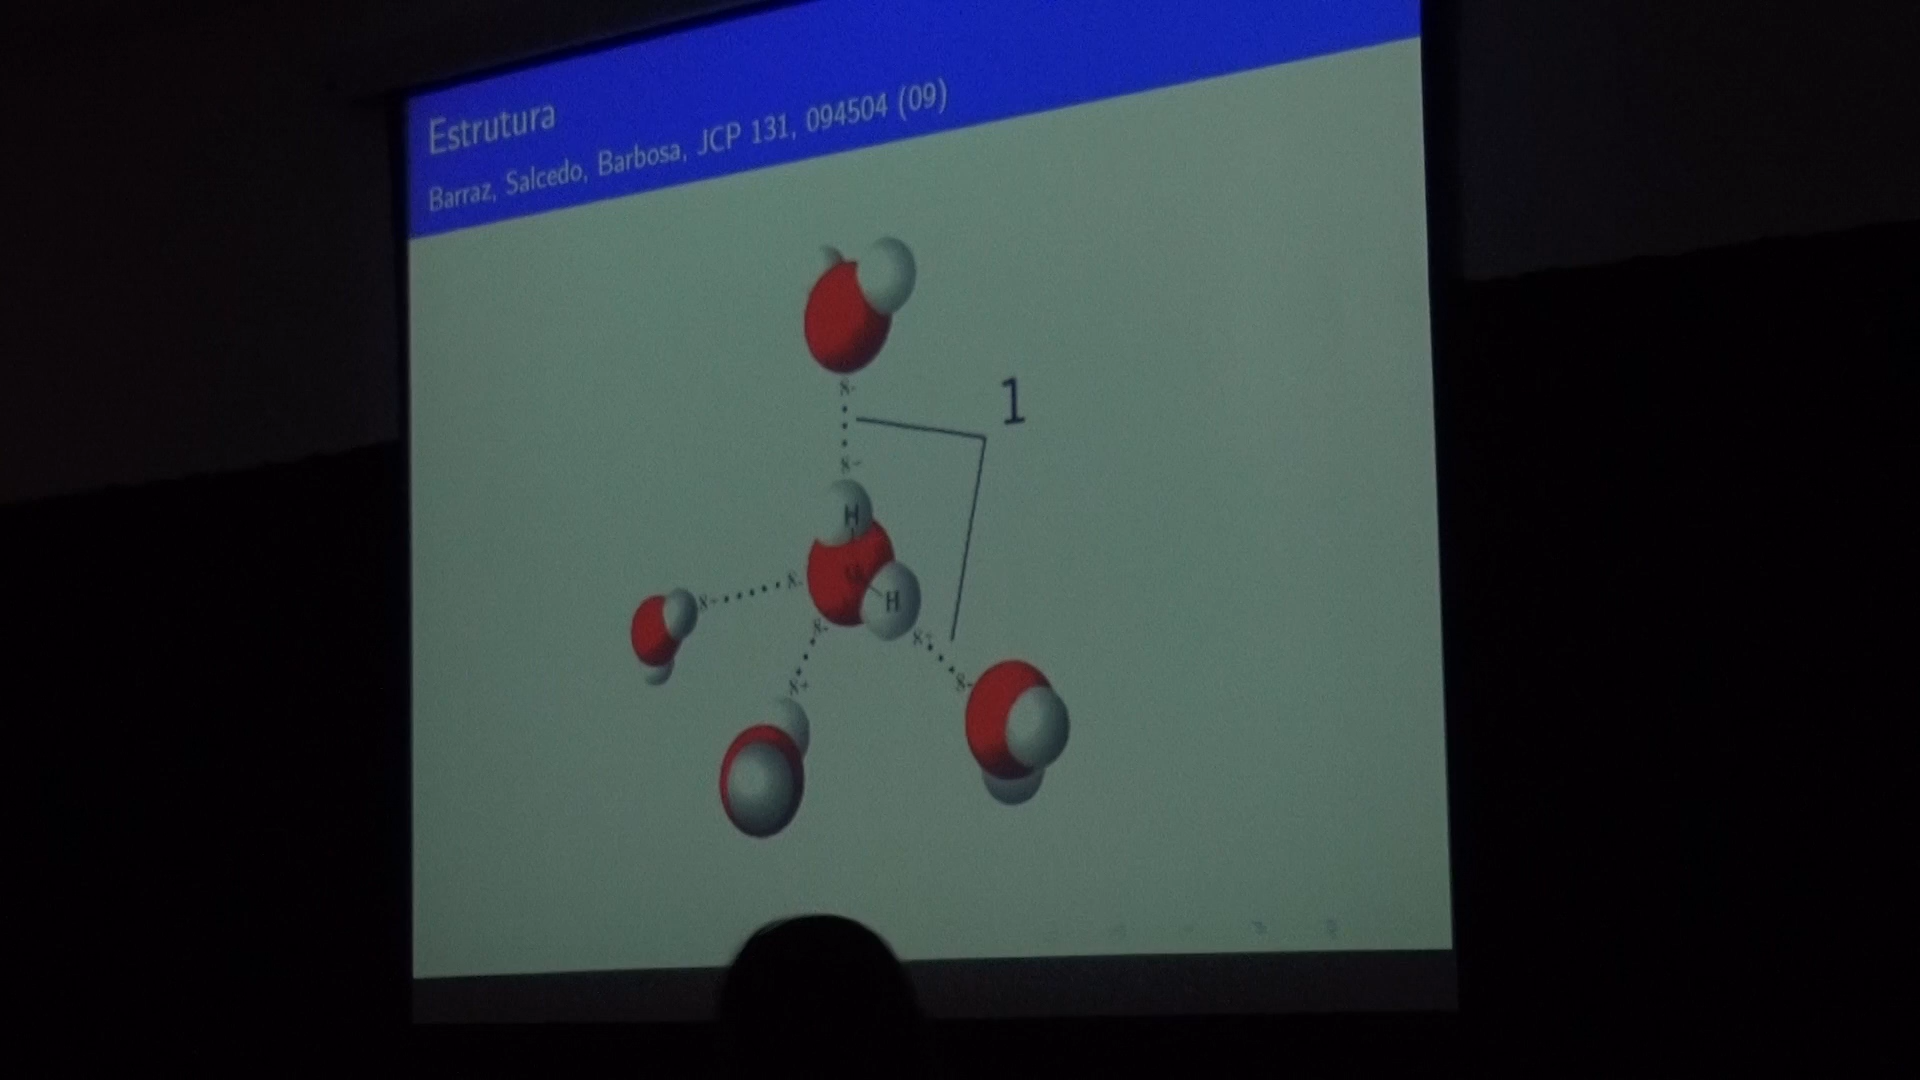 Estrutura
Barraz, Salcedo, Barbosa, JCP 131, 094504 (09)
1
H
H